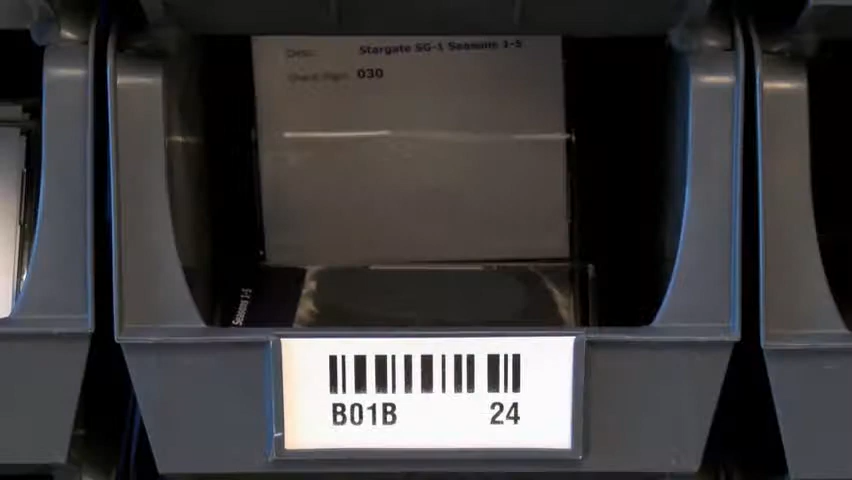 Desc: Stargate SG-1 Seasons 1-5
Check Digit: 030
Seasons 1-5
B01B 24